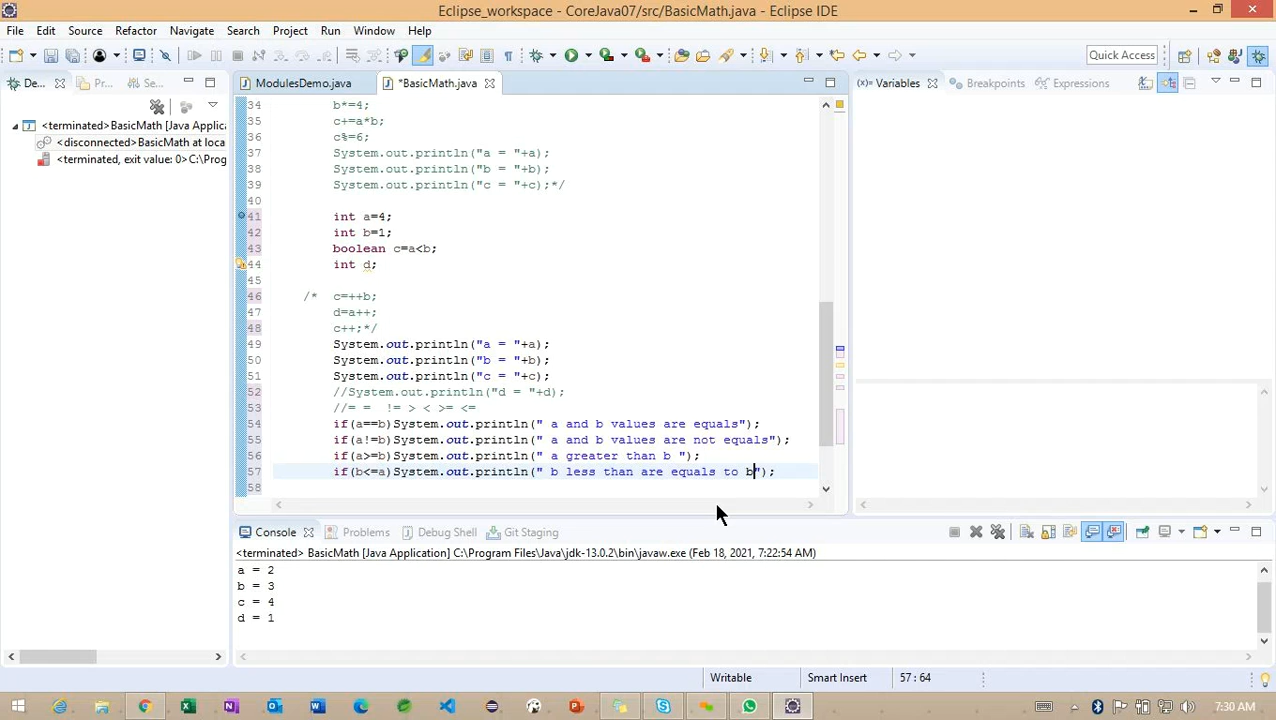 Eclipse_workspace - CoreJava07/src/BasicMath.java - Eclipse IDE
File Edit Source Refactor Navigate Search Project Run Window Help
Quick Access
De... Pr... Se...
ModulesDemo.java *BasicMath.java
(x)= Variables Breakpoints Expressions
<terminated>BasicMath [Java Applica
<disconnected>BasicMath at loca
<terminated, exit value: 0>C:\Prog
34 b*=4;
35 c+=a*b;
36 c%=6;
37 System.out.println("a = "+a);
38 System.out.println("b = "+b);
39 System.out.println("c = "+c);*/
40
41 int a=4;
42 int b=1;
43 boolean c=a<b;
44 int d;
45
46 /* c=++b;
47 d=a++;
48 c++;*/
49 System.out.println("a = "+a);
50 System.out.println("b = "+b);
51 System.out.println("c = "+c);
52 //System.out.println("d = "+d);
53 //= = != > < >= <=
54 if(a==b)System.out.println(" a and b values are equals");
55 if(a!=b)System.out.println(" a and b values are not equals");
56 if(a>=b)System.out.println(" a greater than b ");
57 if(b<=a)System.out.println(" b less than are equals to b");
58
Console Problems Debug Shell Git Staging
<terminated> BasicMath [Java Application] C:\Program Files\Java\jdk-13.0.2\bin\javaw.exe (Feb 18, 2021, 7:22:54 AM)
a = 2
b = 3
c = 4
d = 1
Writable Smart Insert 57 : 64
7:30 AM